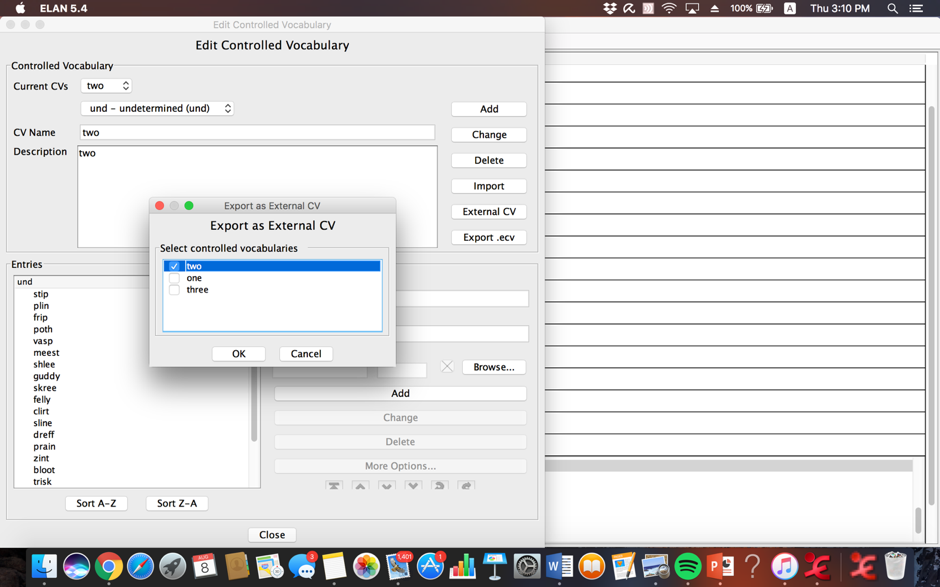 ELAN 5.4
100%
A
Thu 3:10 PM
Edit Controlled Vocabulary
Edit Controlled Vocabulary
Controlled Vocabulary
Current CVs two
und - undetermined (und)
Add
CV Name two
Change
Description two
Delete
Import
External CV
Export .ecv
Export as External CV
Export as External CV
Select controlled vocabularies
two
one
three
OK Cancel
Entries
und
stip
plin
frip
poth
vasp
meest
shlee
guddy
skree
felly
clirt
sline
dreff
prain
zint
bloot
trisk
Browse...
Add
Change
Delete
More Options...
Sort A-Z Sort Z-A
Close
AUG
8
3
1,401
1
W
P
?